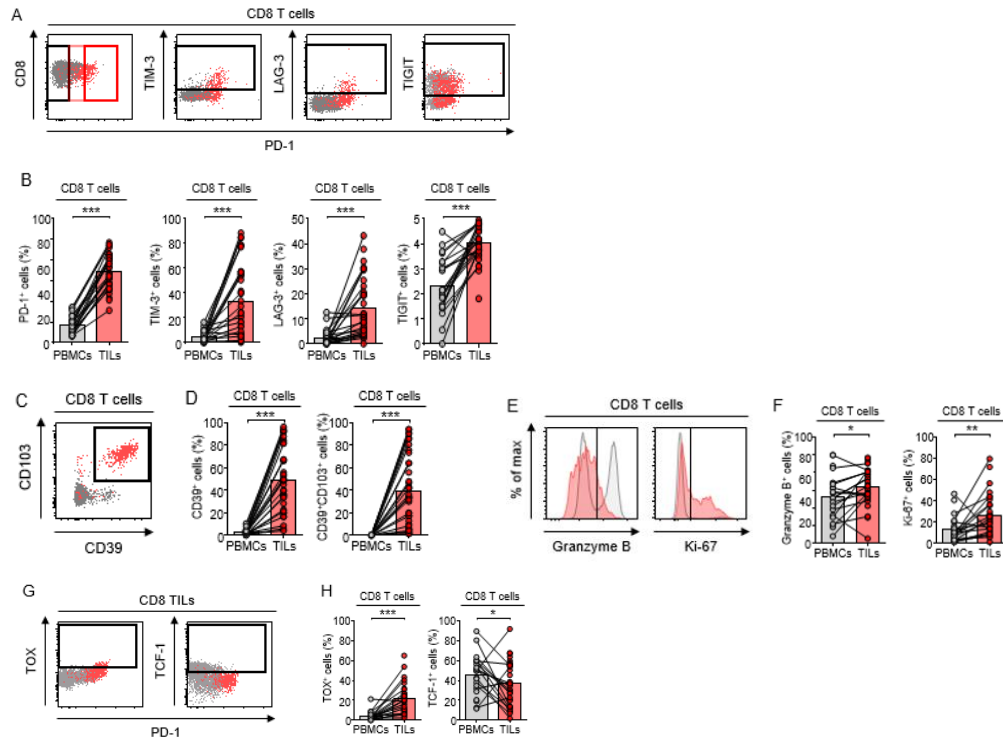 A
CD8 T cells
CD8
TIM-3
LAG-3
TIGIT
PD-1
B
CD8 T cells
***
PD-1⁺ cells (%)
100
80
60
40
20
0
PBMCs TILs
CD8 T cells
***
TIM-3⁺ cells (%)
100
80
60
40
20
0
PBMCs TILs
CD8 T cells
***
LAG-3⁺ cells (%)
50
40
30
20
10
0
PBMCs TILs
CD8 T cells
***
TIGIT⁺ cells (%)
5
4
3
2
1
0
PBMCs TILs
C
CD8 T cells
CD103
CD39
D
CD8 T cells
***
CD39⁺ cells (%)
100
80
60
40
20
0
PBMCs TILs
CD8 T cells
***
CD39⁺CD103⁺ cells (%)
100
80
60
40
20
0
PBMCs TILs
E
CD8 T cells
% of max
Granzyme B
Ki-67
F
CD8 T cells
*
Granzyme B⁺ cells (%)
100
80
60
40
20
0
PBMCs TILs
CD8 T cells
**
Ki-67⁺ cells (%)
100
80
60
40
20
0
PBMCs TILs
G
CD8 TILs
TOX
TCF-1
PD-1
H
CD8 T cells
***
TOX⁺ cells (%)
100
80
60
40
20
0
PBMCs TILs
CD8 T cells
*
TCF-1⁺ cells (%)
100
80
60
40
20
0
PBMCs TILs